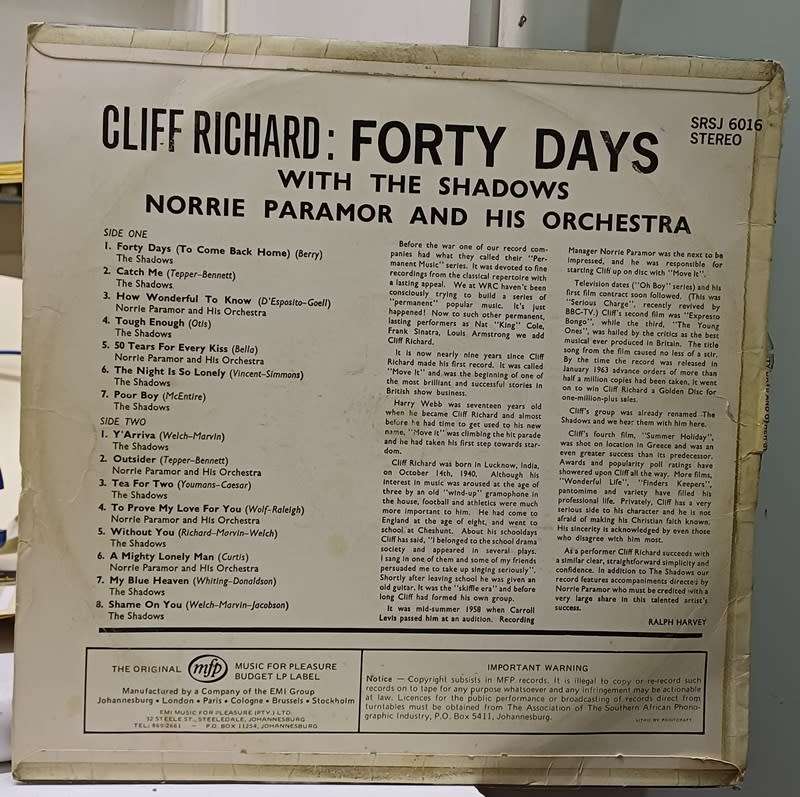 CLIFF RICHARD: FORTY DAYS
SRSJ 6016
STEREO
WITH THE SHADOWS
NORRIE PARAMOR AND HIS ORCHESTRA
SIDE ONE
1. Forty Days (To Come Back Home) (Berry)
The Shadows
2. Catch Me (Tepper–Bennett)
The Shadows
3. How Wonderful To Know (D'Esposito–Goell)
Norrie Paramor and His Orchestra
4. Tough Enough (Otis)
The Shadows
5. 50 Tears For Every Kiss (Bella)
Norrie Paramor and His Orchestra
6. The Night Is So Lonely (Vincent–Simmons)
The Shadows
7. Poor Boy (McEntire)
The Shadows
SIDE TWO
1. Y'Arriva (Welch–Marvin)
The Shadows
2. Outsider (Tepper–Bennett)
Norrie Paramor and His Orchestra
3. Tea For Two (Youmans–Caesar)
The Shadows
4. To Prove My Love For You (Wolf–Raleigh)
Norrie Paramor and His Orchestra
5. Without You (Richard–Marvin–Welch)
The Shadows
6. A Mighty Lonely Man (Curtis)
Norrie Paramor and His Orchestra
7. My Blue Heaven (Whiting–Donaldson)
The Shadows
8. Shame On You (Welch–Marvin–Jacobson)
The Shadows
Before the war one of our record com-
panies had what they called their "Per-
manent Music" series. It was devoted to fine
recordings from the classical repertoire with
a lasting appeal. We at WRC haven't been
consciously trying to build a series of
"permanent" popular music. It's just
happened! Now to such other permanent,
lasting performers as Nat "King" Cole,
Frank Sinatra, Louis Armstrong we add
Cliff Richard.
It is now nearly nine years since Cliff
Richard made his first record. It was called
"Move It" and was the beginning of one of
the most brilliant and successful stories in
British show business.
Harry Webb was seventeen years old
when he became Cliff Richard and almost
before he had time to get used to his new
name, "Move It" was climbing the hit parade
and he had taken his first step towards star-
dom.
Cliff Richard was born in Lucknow, India,
on October 14th, 1940. Although his
interest in music was aroused at the age of
three by an old "wind-up" gramophone in
the house, football and athletics were much
more important to him. He had come to
England at the age of eight, and went to
school at Cheshunt. About his schooldays
Cliff has said, "I belonged to the school drama
society and appeared in several plays.
I sang in one of them and some of my friends
persuaded me to take up singing seriously".
Shortly after leaving school he was given an
old guitar. It was the "skiffle era" and before
long Cliff had formed his own group.
It was mid-summer 1958 when Carroll
Levis passed him at an audition. Recording
Manager Norrie Paramor was the next to be
impressed, and he was responsible for
starting Cliff up on disc with "Move It".
Television dates ("Oh Boy" series) and his
first film contract soon followed. (This was
"Serious Charge", recently revived by
BBC-TV.) Cliff's second film was "Expresso
Bongo", while the third, "The Young
Ones", was hailed by the critics as the best
musical ever produced in Britain. The title
song from the film caused no less of a stir.
By the time the record was released in
January 1963 advance orders of more than
half a million copies had been taken. It went
on to win Cliff Richard a Golden Disc for
one-million-plus sales.
Cliff's group was already renamed The
Shadows and we hear them with him here.
Cliff's fourth film, "Summer Holiday",
was shot on location in Greece and was an
even greater success than its predecessor.
Awards and popularity poll ratings have
showered upon Cliff all the way. More films,
"Wonderful Life", "Finders Keepers",
pantomime and variety have filled his
professional life. Privately, Cliff has a very
serious side to his character and he is not
afraid of making his Christian faith known.
His sincerity is acknowledged by even those
who disagree with him most.
As a performer Cliff Richard succeeds with
a similar clear, straightforward simplicity and
confidence. In addition to The Shadows our
record features accompaniments directed by
Norrie Paramor who must be credited with a
very large share in this talented artist's
success.
RALPH HARVEY
THE ORIGINAL mfp MUSIC FOR PLEASURE
BUDGET LP LABEL
Manufactured by a Company of the EMI Group
Johannesburg • London • Paris • Cologne • Brussels • Stockholm
EMI MUSIC FOR PLEASURE (PTY.) LTD.
32 STEELE ST., STEELEDALE, JOHANNESBURG
TEL.: 869-2661 – P.O. BOX 11254, JOHANNESBURG
IMPORTANT WARNING
Notice — Copyright subsists in MFP records. It is illegal to copy or re-record such
records on to tape for any purpose whatsoever and any infringement may be actionable
at law. Licences for the public performance or broadcasting of records direct from
turntables must be obtained from The Association of The Southern African Phono-
graphic Industry, P.O. Box 5411, Johannesburg.